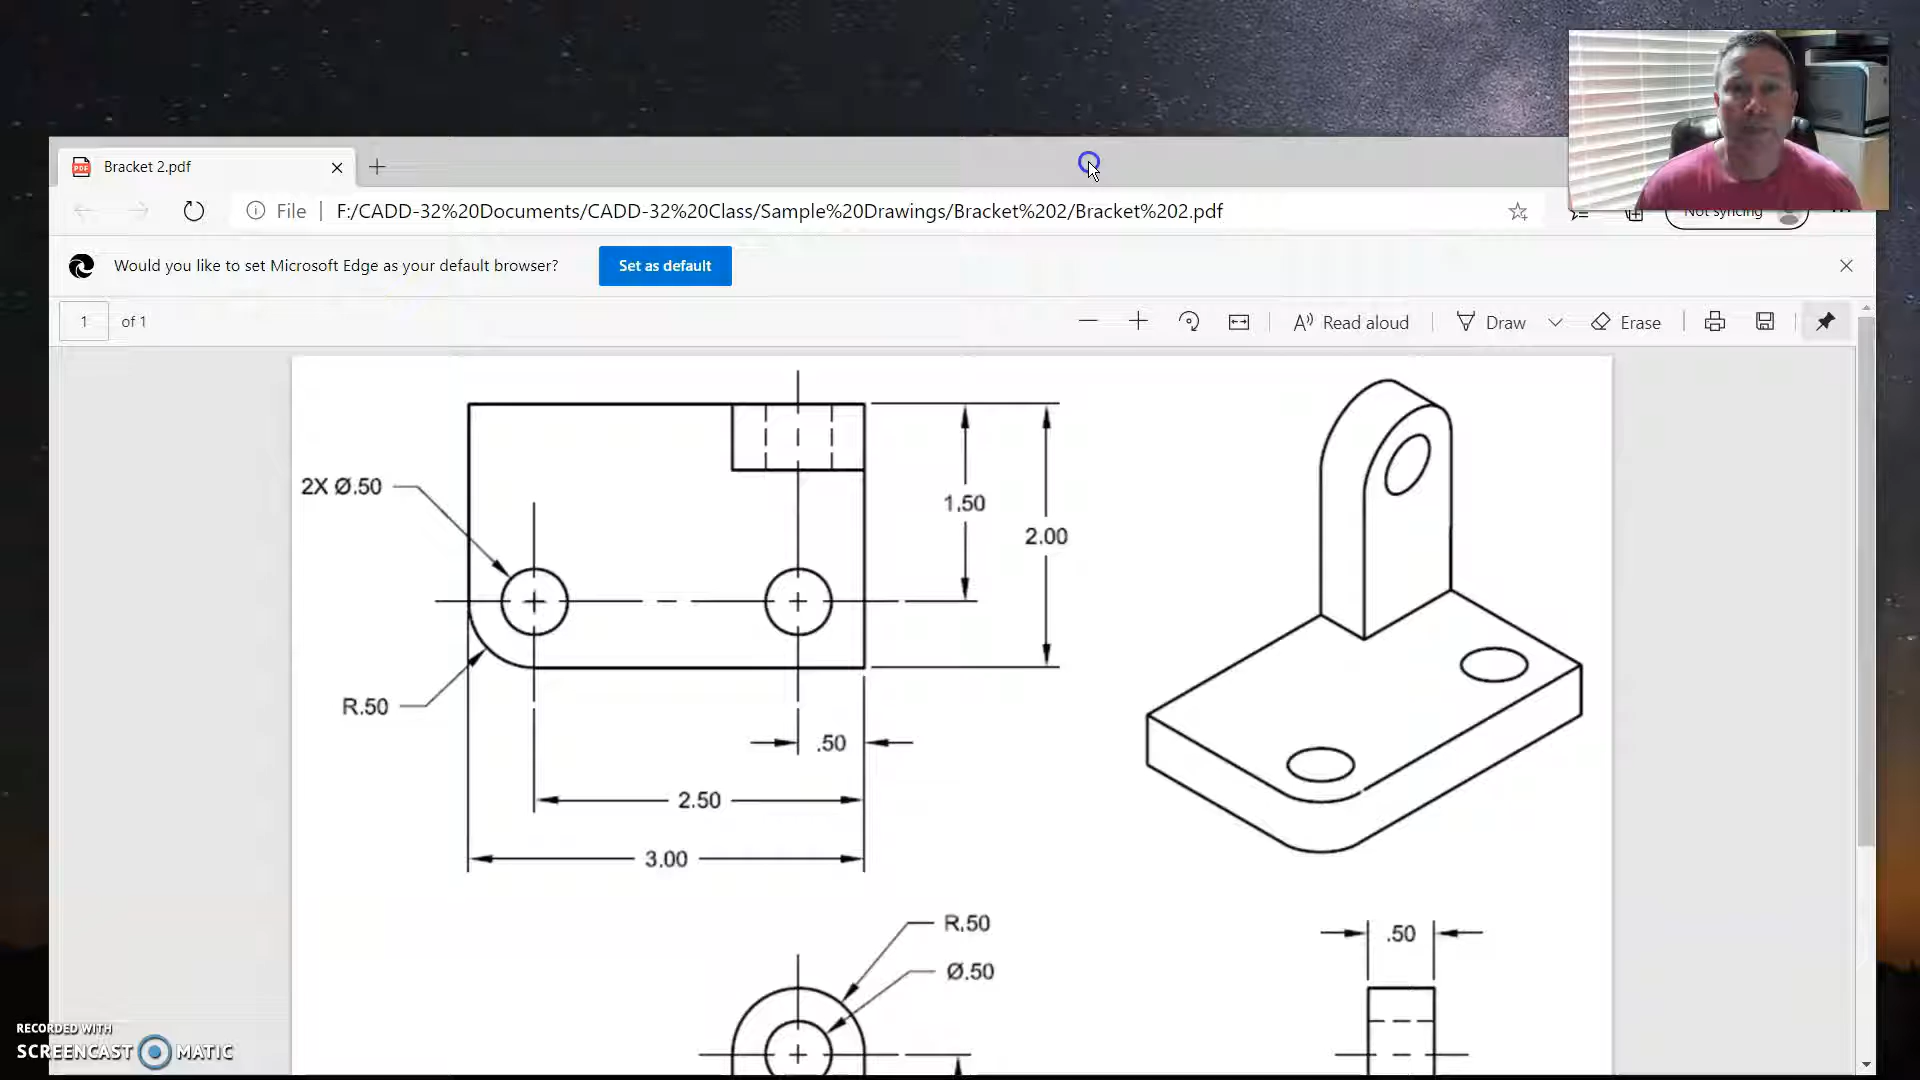 Bracket 2.pdf
File
F:/CADD-32%20Documents/CADD-32%20Class/Sample%20Drawings/Bracket%202/Bracket%202.pdf
Not syncing
Would you like to set Microsoft Edge as your default browser?
Set as default
1 of 1
Read aloud
Draw
Erase
2X Ø.50
1.50
2.00
R.50
.50
2.50
3.00
R.50
Ø.50
.50
RECORDED WITH
SCREENCAST MATIC